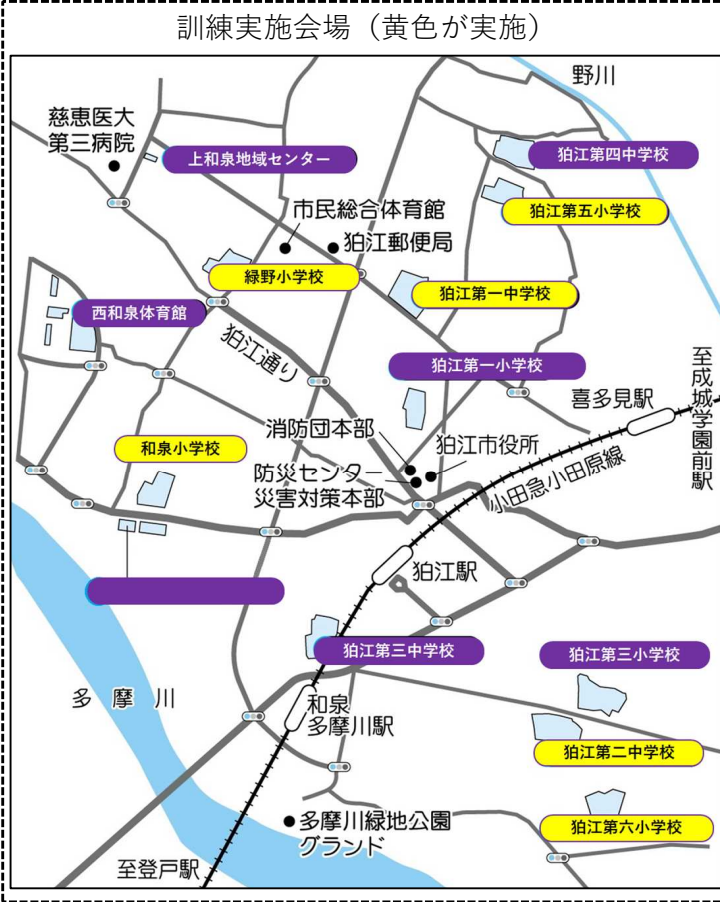 訓練実施会場（黄色が実施）
野川
慈恵医大
第三病院
上和泉地域センター
狛江第四中学校
狛江第五小学校
市民総合体育館
狛江郵便局
緑野小学校
狛江第一中学校
西和泉体育館
狛江通り
狛江第一小学校
至成城学園前駅
喜多見駅
消防団本部
狛江市役所
和泉小学校
防災センター
災害対策本部
小田急小田原線
狛江駅
狛江第三中学校
狛江第三小学校
多摩川
和泉
多摩川駅
狛江第二中学校
多摩川緑地公園
グランド
狛江第六小学校
至登戸駅